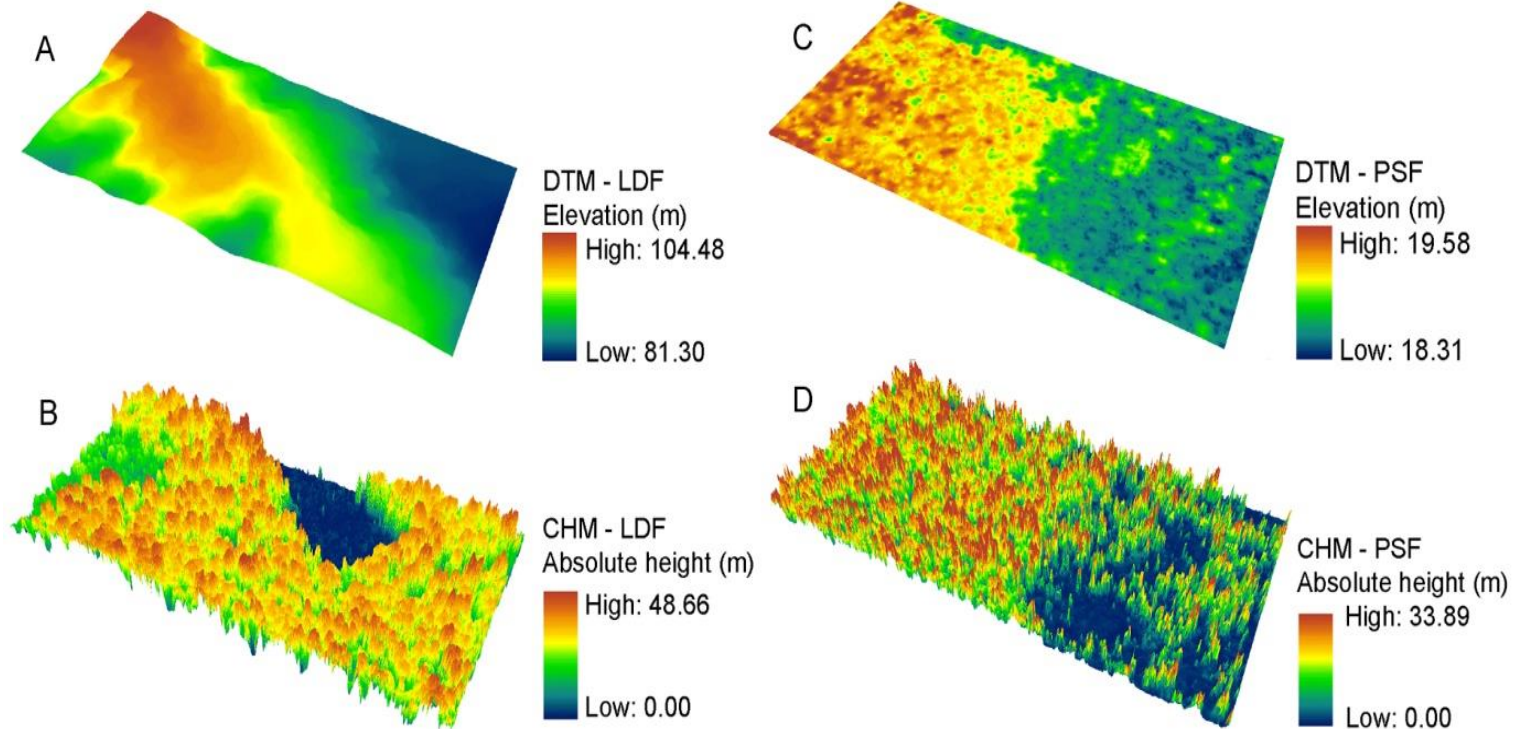 A
DTM - LDF
Elevation (m)
High: 104.48
Low: 81.30
C
DTM - PSF
Elevation (m)
High: 19.58
Low: 18.31
B
CHM - LDF
Absolute height (m)
High: 48.66
Low: 0.00
D
CHM - PSF
Absolute height (m)
High: 33.89
Low: 0.00